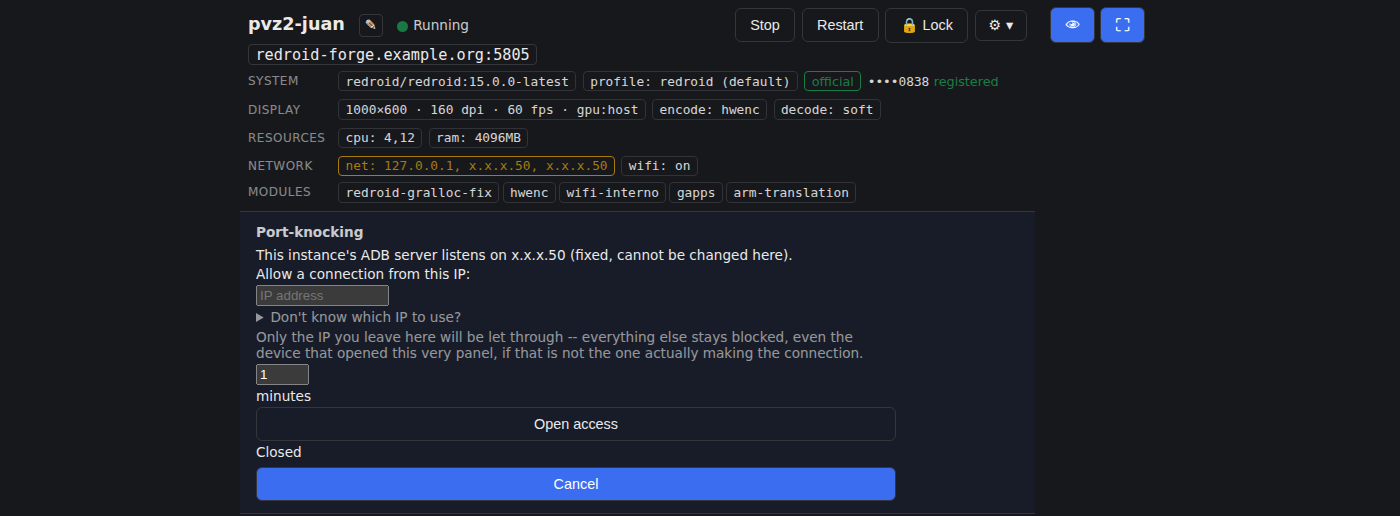 pvz2-juan ✎ Running Stop Restart 🔒 Lock ⚙ ▾
redroid-forge.example.org:5805
SYSTEM redroid/redroid:15.0.0-latest profile: redroid (default) official ••••0838 registered
DISPLAY 1000×600 · 160 dpi · 60 fps · gpu:host encode: hwenc decode: soft
RESOURCES cpu: 4,12 ram: 4096MB
NETWORK net: 127.0.0.1, x.x.x.50, x.x.x.50 wifi: on
MODULES redroid-gralloc-fix hwenc wifi-interno gapps arm-translation
Port-knocking
This instance's ADB server listens on x.x.x.50 (fixed, cannot be changed here).
Allow a connection from this IP:
IP address
▶ Don't know which IP to use?
Only the IP you leave here will be let through -- everything else stays blocked, even the
device that opened this very panel, if that is not the one actually making the connection.
1
minutes
Open access
Closed
Cancel